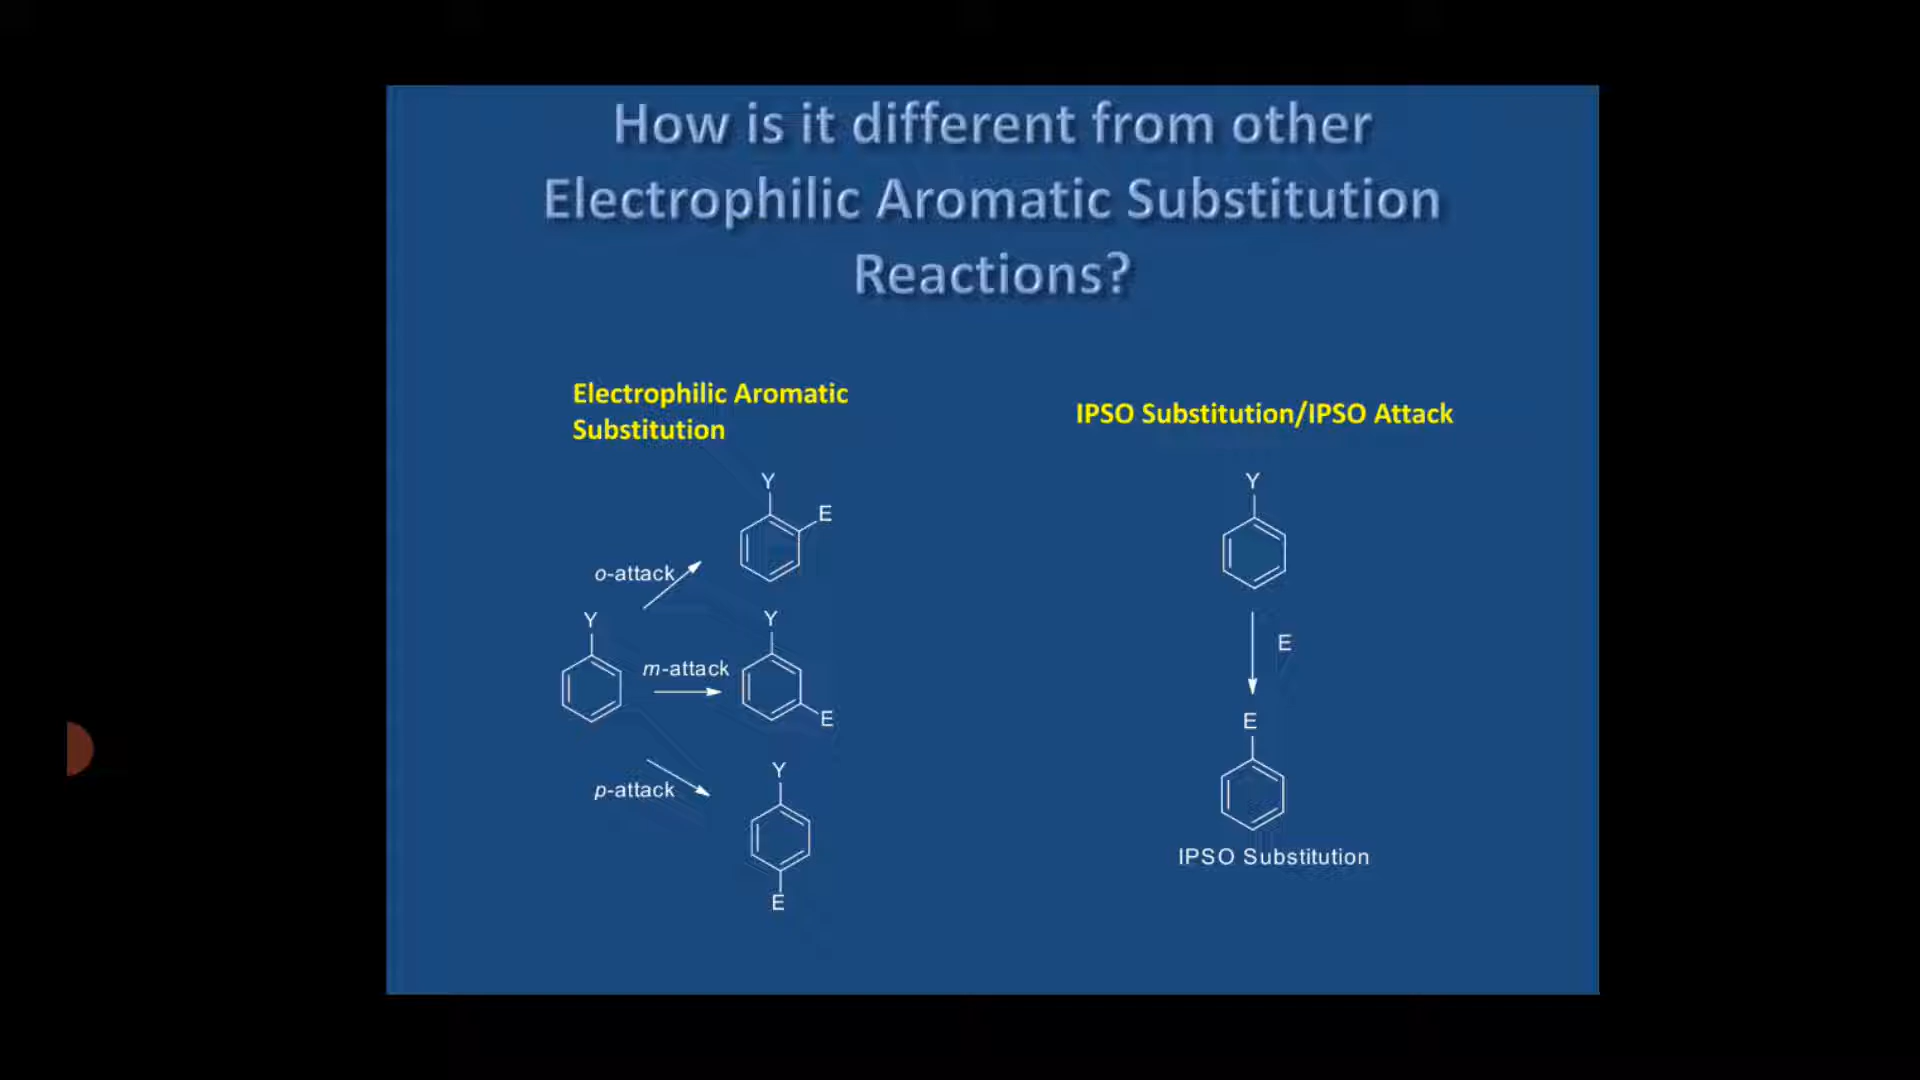 How is it different from other
Electrophilic Aromatic Substitution
Reactions?
Electrophilic Aromatic
Substitution
Y
E
o-attack
Y
Y
m-attack
E
Y
p-attack
E
IPSO Substitution/IPSO Attack
Y
E
E
IPSO Substitution